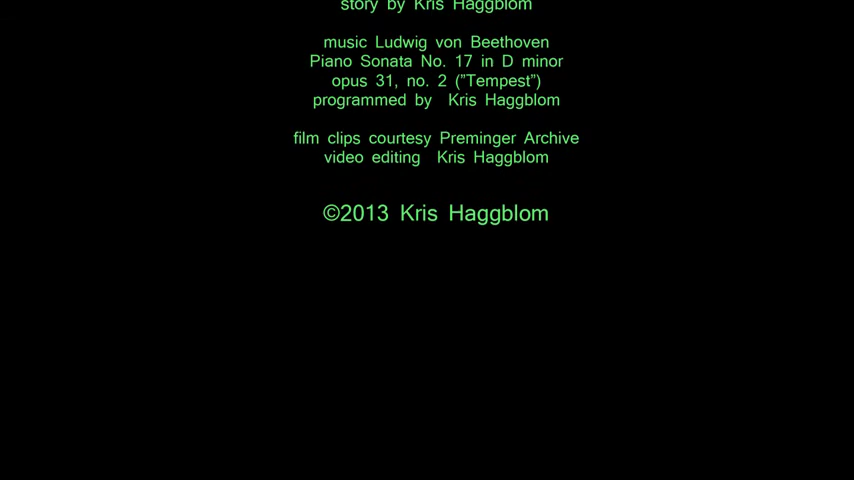 story by Kris Haggblom
music Ludwig von Beethoven
Piano Sonata No. 17 in D minor
opus 31, no. 2 ("Tempest")
programmed by Kris Haggblom
film clips courtesy Preminger Archive
video editing Kris Haggblom
©2013 Kris Haggblom